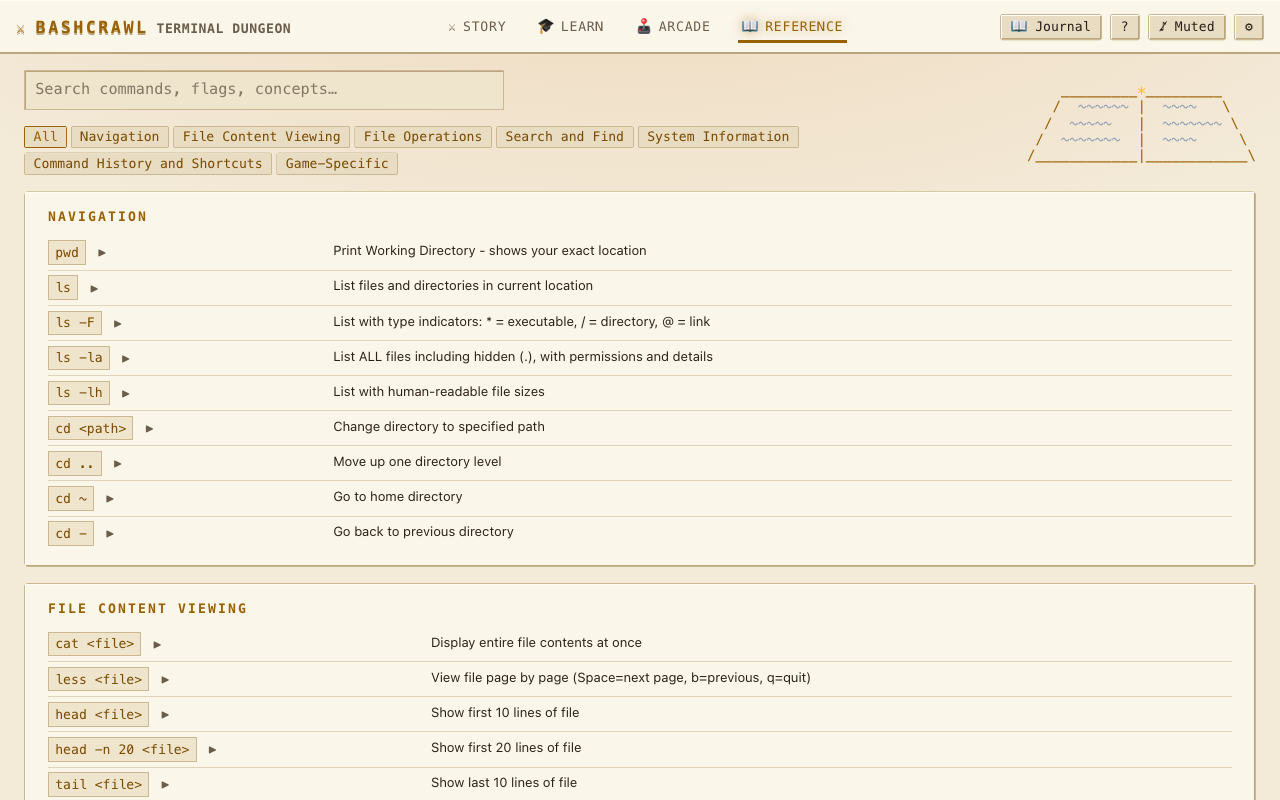 BASHCRAWL TERMINAL DUNGEON
STORY LEARN ARCADE REFERENCE
Journal ? Muted
Search commands, flags, concepts…
All Navigation File Content Viewing File Operations Search and Find System Information
Command History and Shortcuts Game-Specific
NAVIGATION
pwd Print Working Directory - shows your exact location
ls List files and directories in current location
ls -F List with type indicators: * = executable, / = directory, @ = link
ls -la List ALL files including hidden (.), with permissions and details
ls -lh List with human-readable file sizes
cd <path> Change directory to specified path
cd .. Move up one directory level
cd ~ Go to home directory
cd - Go back to previous directory
FILE CONTENT VIEWING
cat <file> Display entire file contents at once
less <file> View file page by page (Space=next page, b=previous, q=quit)
head <file> Show first 10 lines of file
head -n 20 <file> Show first 20 lines of file
tail <file> Show last 10 lines of file